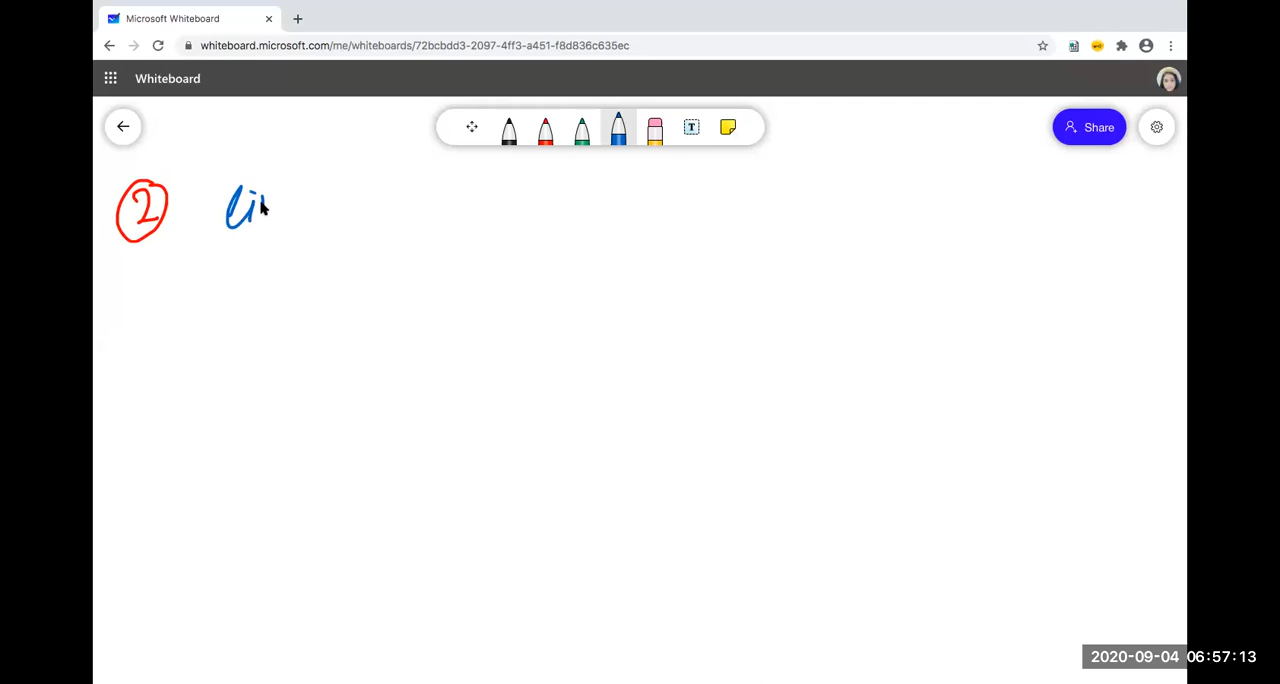 Microsoft Whiteboard
whiteboard.microsoft.com/me/whiteboards/72bcbdd3-2097-4ff3-a451-f8d836c635ec
Whiteboard
T
Share
2 li
2020-09-04 06:57:13